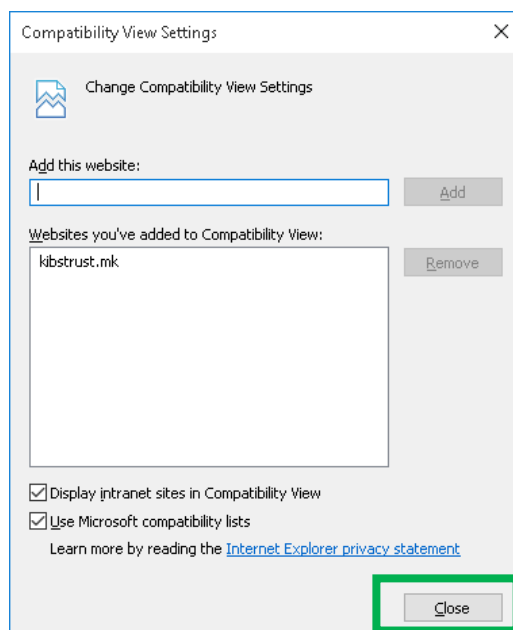 Compatibility View Settings
Change Compatibility View Settings
Add this website:
Add
Websites you've added to Compatibility View:
kibstrust.mk
Remove
Display intranet sites in Compatibility View
Use Microsoft compatibility lists
Learn more by reading the Internet Explorer privacy statement
Close